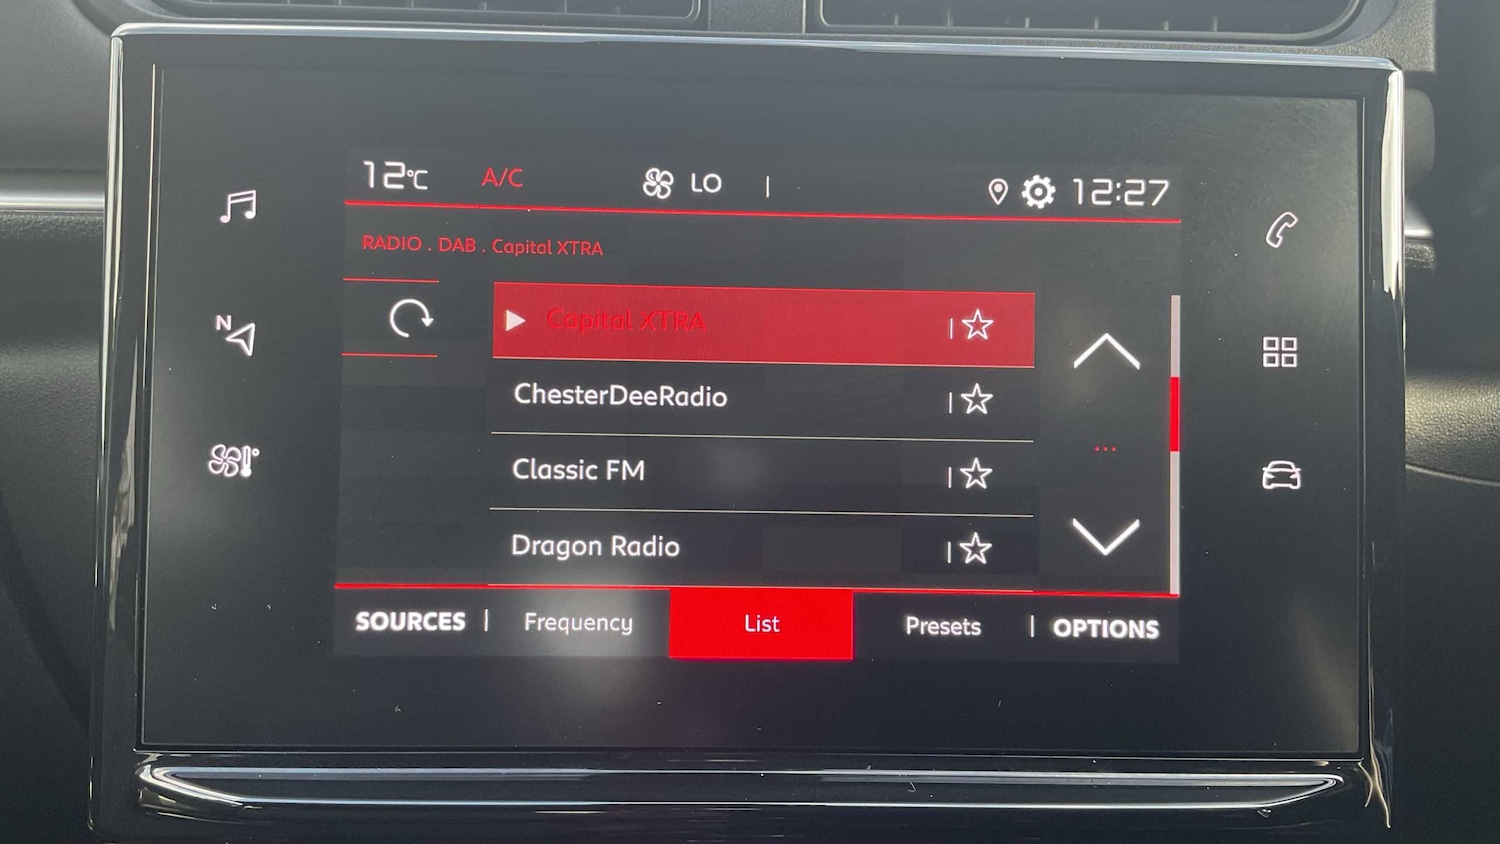 12°C A/C LO | 12:27
RADIO . DAB . Capital XTRA
Capital XTRA
N
ChesterDeeRadio
Classic FM
Dragon Radio
SOURCES | Frequency List Presets | OPTIONS